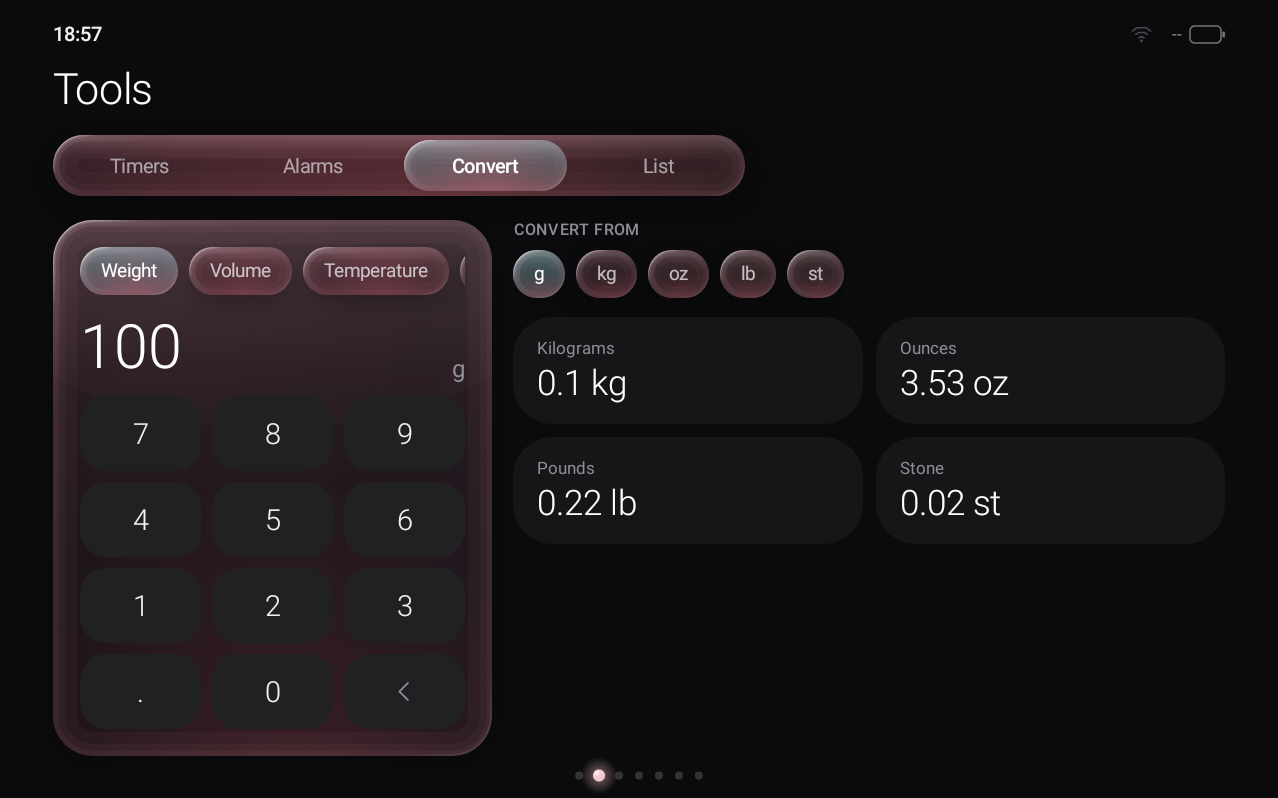 18:57
--
Tools
Timers Alarms Convert List
Weight Volume Temperature
100
g
7 8 9
4 5 6
1 2 3
. 0
CONVERT FROM
g kg oz lb st
Kilograms
0.1 kg
Ounces
3.53 oz
Pounds
0.22 lb
Stone
0.02 st